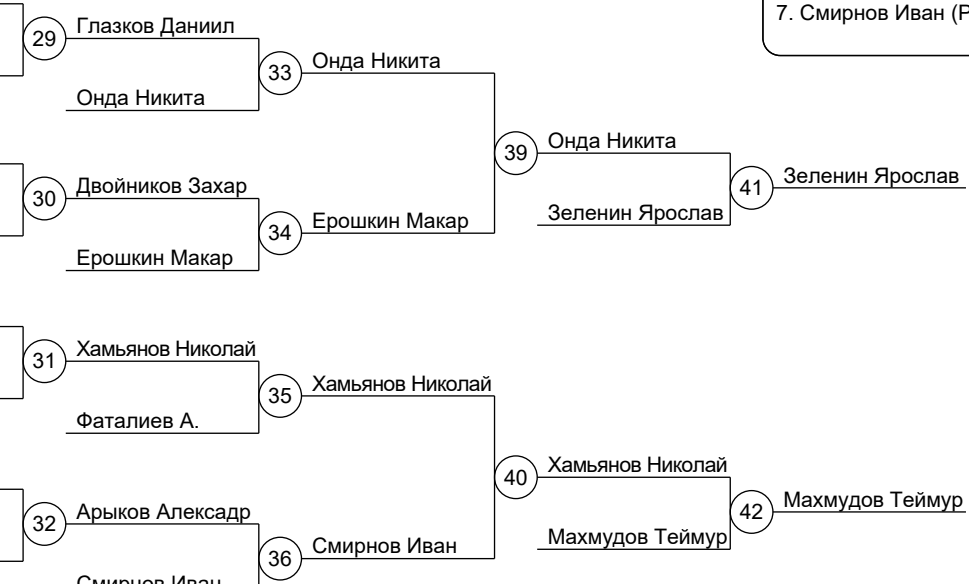 7. Смирнов Иван (Р
29
Глазков Даниил
Онда Никита
33
Онда Никита
30
Двойников Захар
Ерошкин Макар
34
Ерошкин Макар
39
Онда Никита
Зеленин Ярослав
41
Зеленин Ярослав
31
Хамьянов Николай
Фаталиев А.
35
Хамьянов Николай
32
Арыков Алексадр
Смирнов Иван
36
Смирнов Иван
40
Хамьянов Николай
Махмудов Теймур
42
Махмудов Теймур